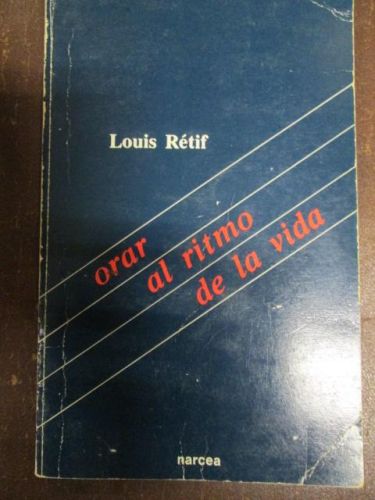 Louis Rétif
orar
al ritmo
de la vida
narcea